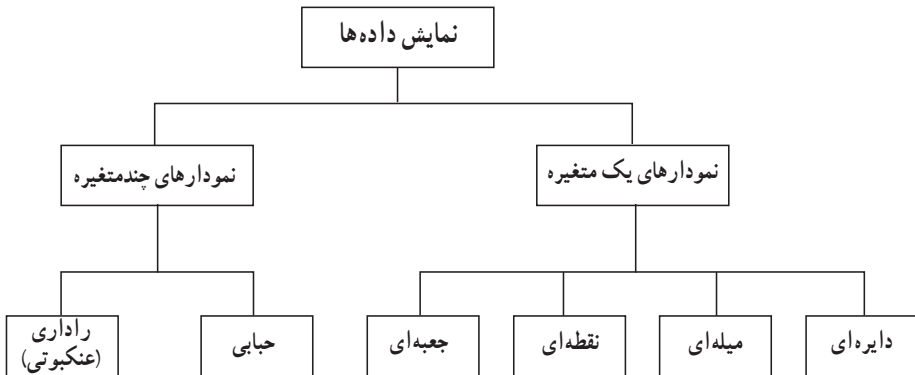 نمایش داده‌ها
نمودارهای یک متغیره
نمودارهای چندمتغیره
دایره‌ای
میله‌ای
نقطه‌ای
جعبه‌ای
حبابی
راداری
(عنکبوتی)